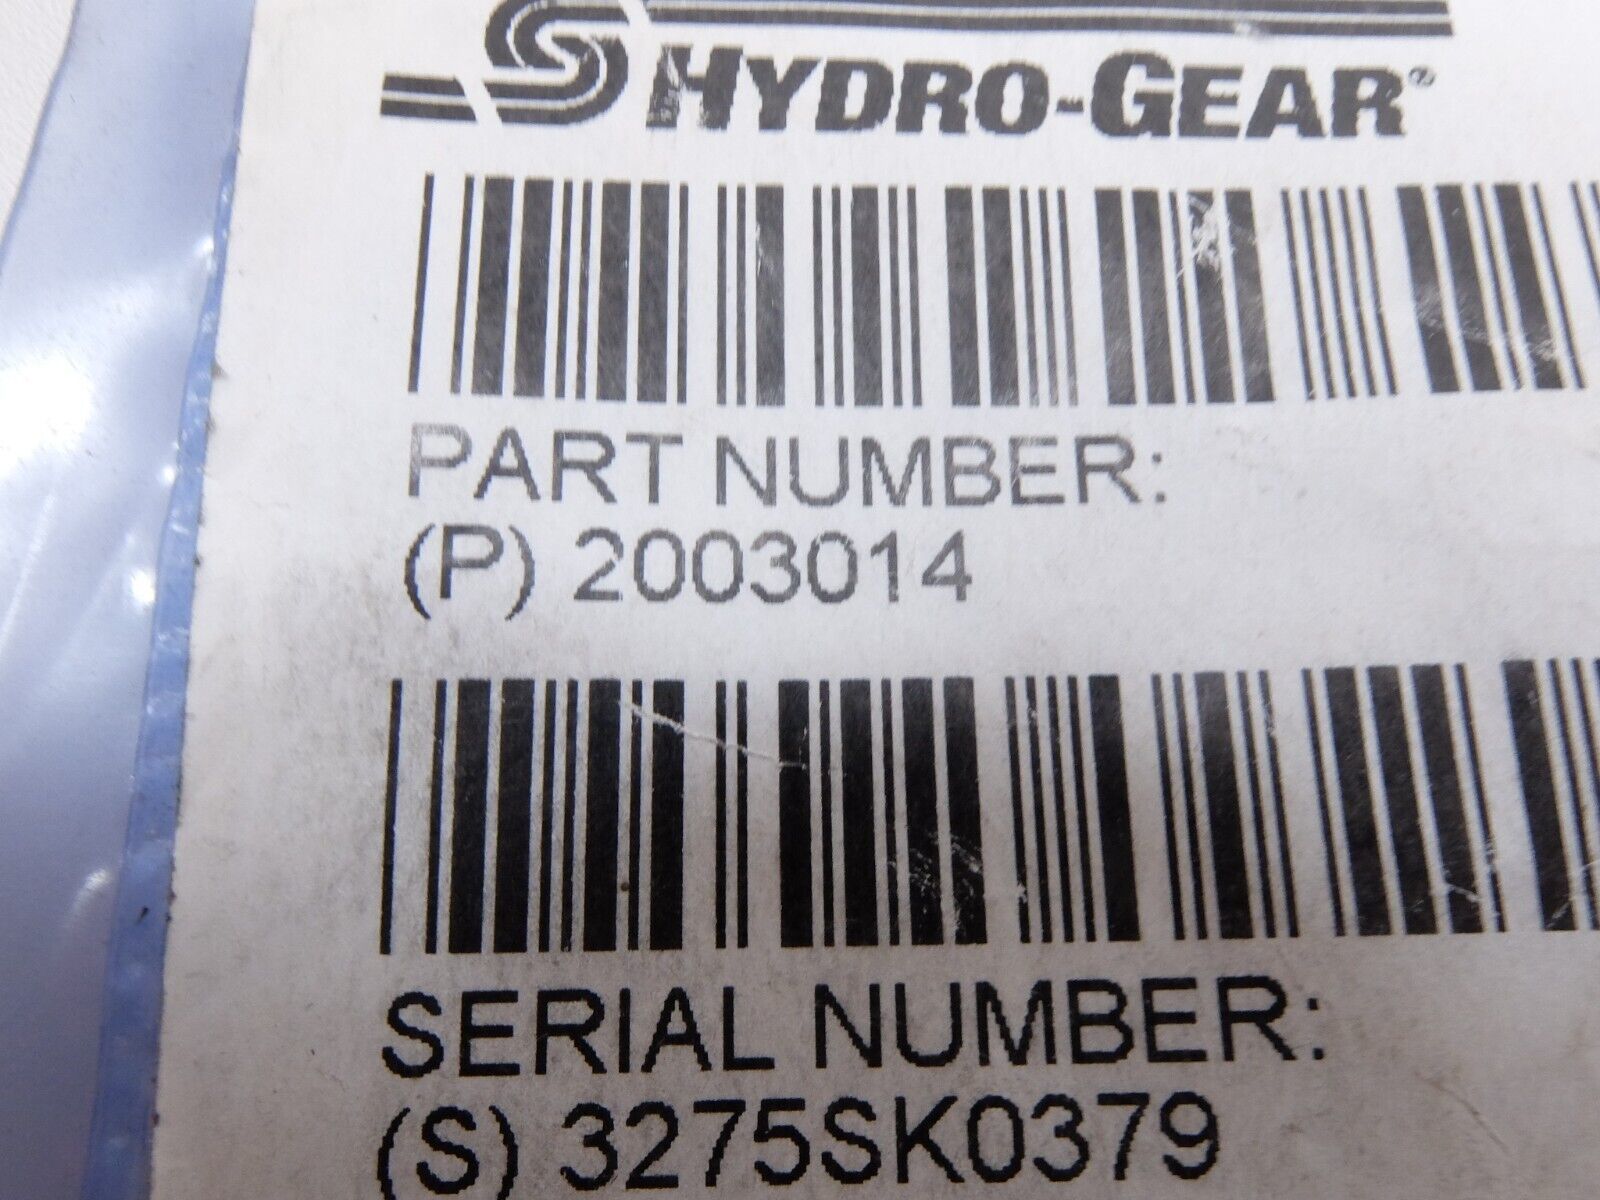 HYDRO-GEAR®
PART NUMBER:
(P) 2003014
SERIAL NUMBER:
(S) 3275SK0379